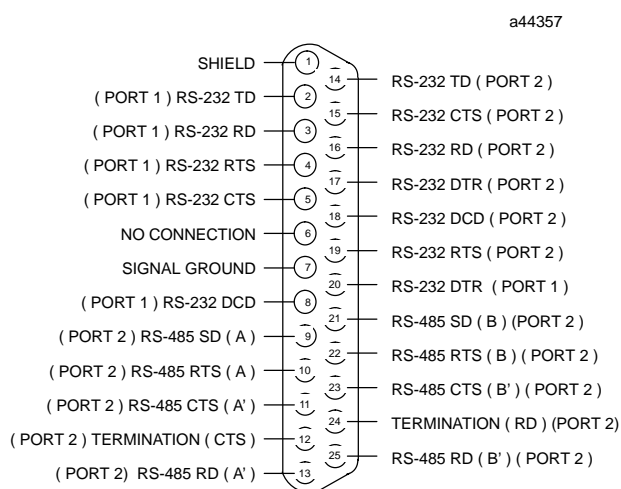 a44357
SHIELD 1
( PORT 1 ) RS-232 TD 2
( PORT 1 ) RS-232 RD 3
( PORT 1 ) RS-232 RTS 4
( PORT 1 ) RS-232 CTS 5
NO CONNECTION 6
SIGNAL GROUND 7
( PORT 1 ) RS-232 DCD 8
( PORT 2 ) RS-485 SD ( A ) 9
( PORT 2 ) RS-485 RTS ( A ) 10
( PORT 2 ) RS-485 CTS ( A' ) 11
( PORT 2 ) TERMINATION ( CTS ) 12
( PORT 2) RS-485 RD ( A' ) 13
14 RS-232 TD ( PORT 2 )
15 RS-232 CTS ( PORT 2 )
16 RS-232 RD ( PORT 2 )
17 RS-232 DTR ( PORT 2 )
18 RS-232 DCD ( PORT 2 )
19 RS-232 RTS ( PORT 2 )
20 RS-232 DTR ( PORT 1 )
21 RS-485 SD ( B ) (PORT 2 )
22 RS-485 RTS ( B ) ( PORT 2 )
23 RS-485 CTS ( B' ) ( PORT 2 )
24 TERMINATION ( RD ) (PORT 2)
25 RS-485 RD ( B' ) ( PORT 2 )